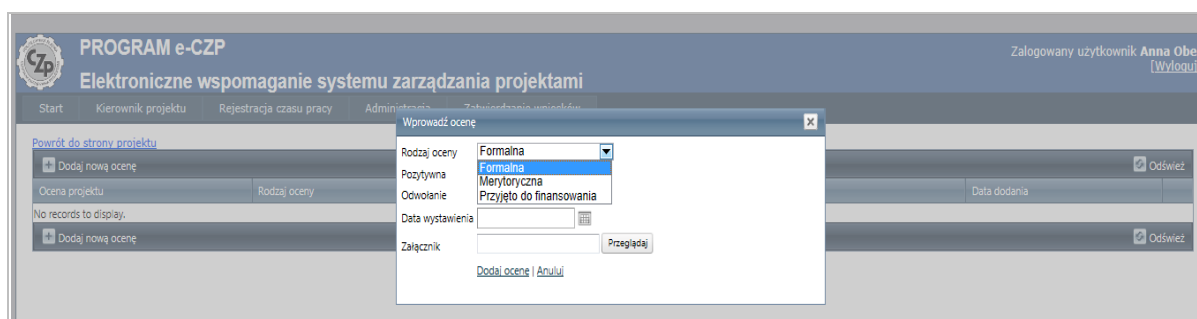 CZP
PROGRAM e-CZP
Elektroniczne wspomaganie systemu zarządzania projektami
Zalogowany użytkownik Anna Obe
[Wyloguj
Start Kierownik projektu Rejestracja czasu pracy Administracja Zatwierdzanie wniosków
Powrót do strony projektu
Dodaj nową ocenę Odśwież
Ocena projektu Rodzaj oceny Data dodania
No records to display.
Dodaj nową ocenę Odśwież
Wprowadź ocenę
Rodzaj oceny Formalna
Formalna
Pozytywna Merytoryczna
Odwołanie Przyjęto do finansowania
Data wystawienia
Załącznik Przeglądaj
Dodaj ocenę | Anuluj